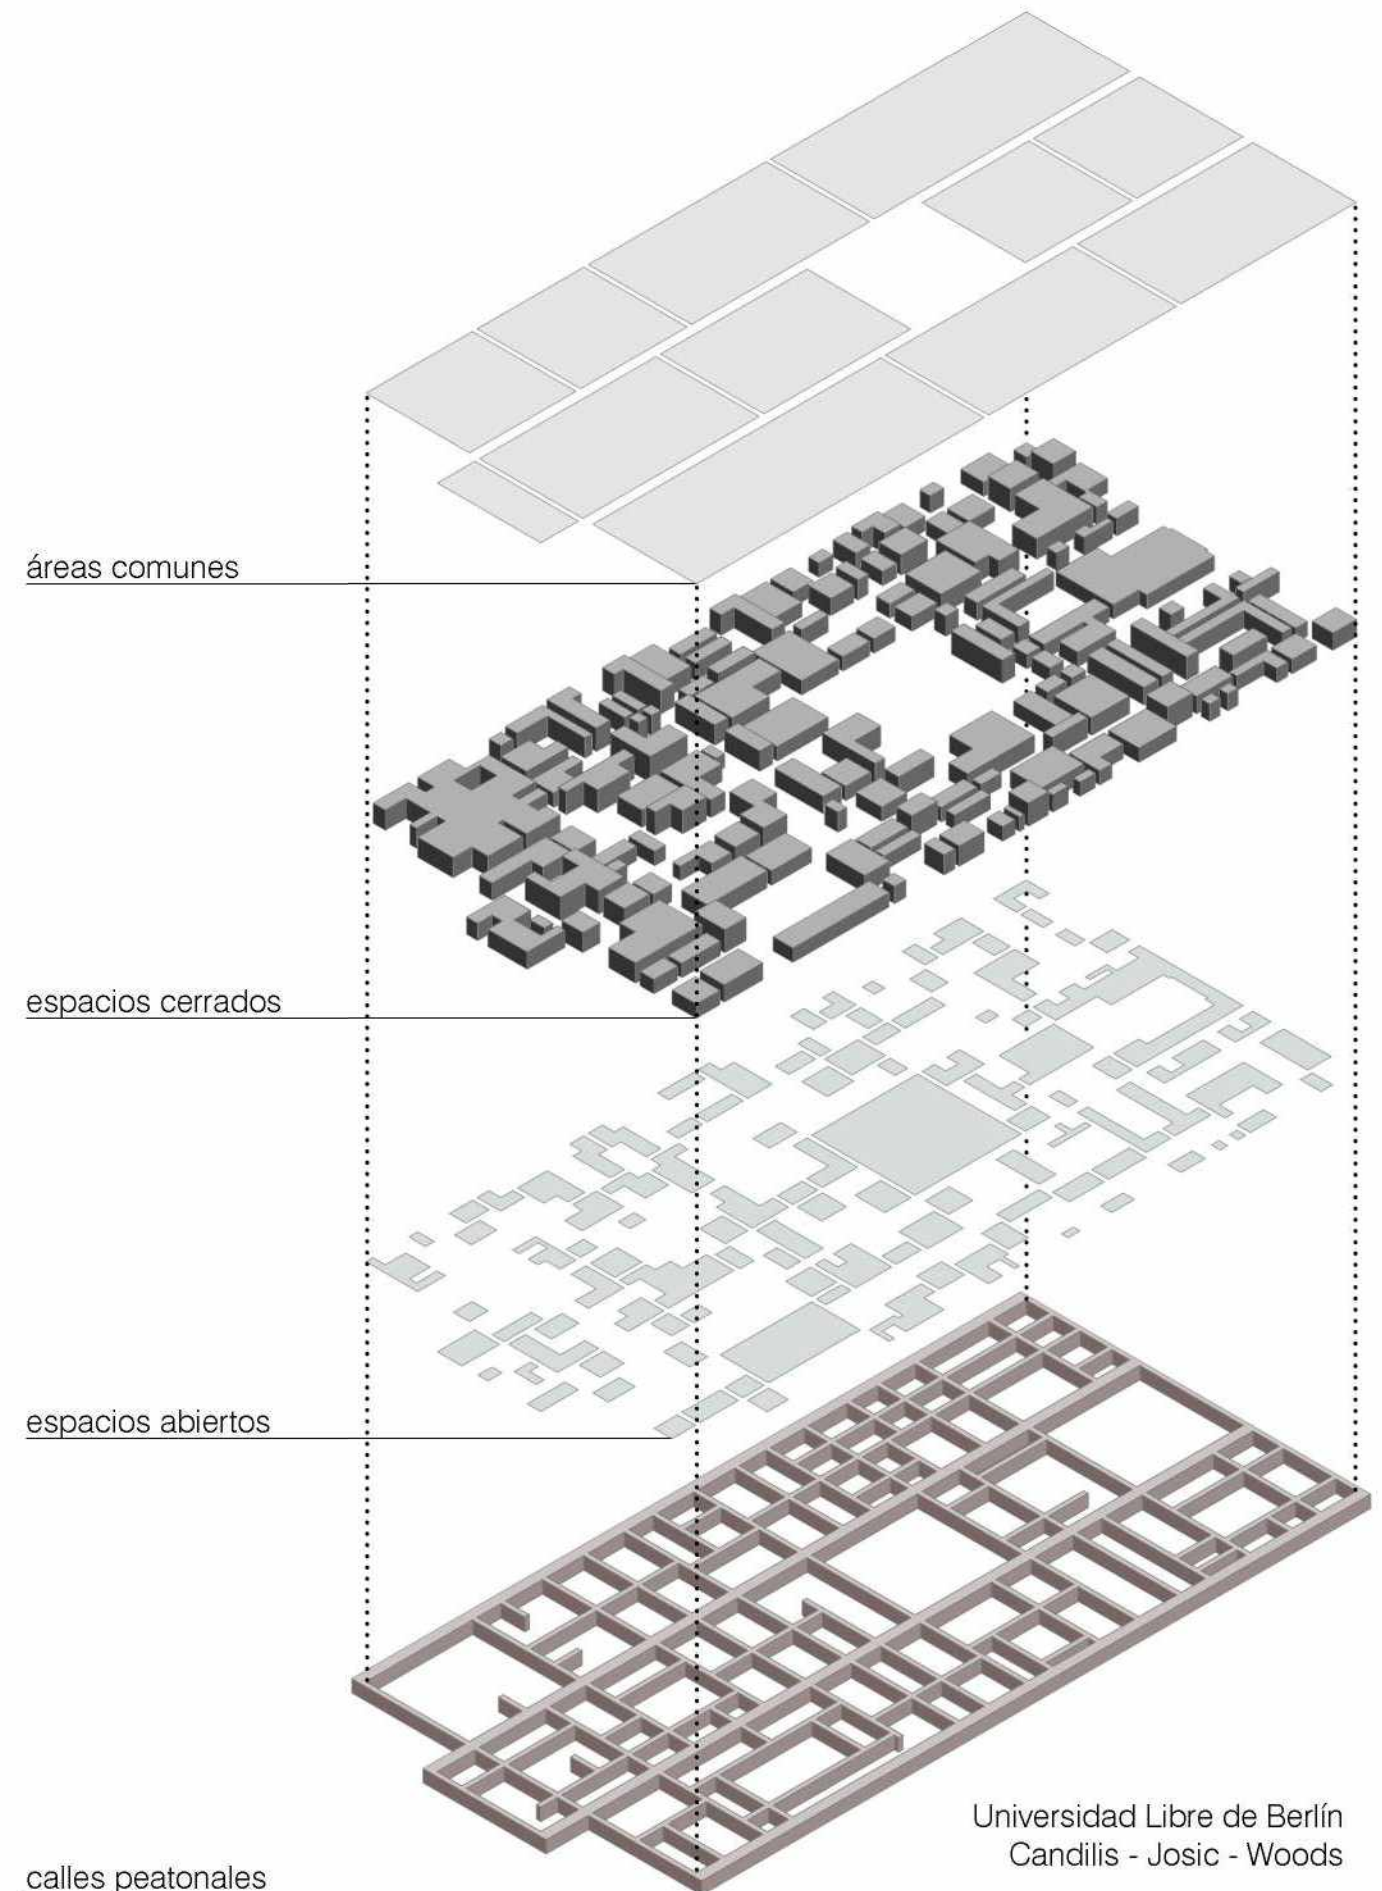 áreas comunes
espacios cerrados
espacios abiertos
Universidad Libre de Berlín
Candilis - Josic - Woods
calles peatonales